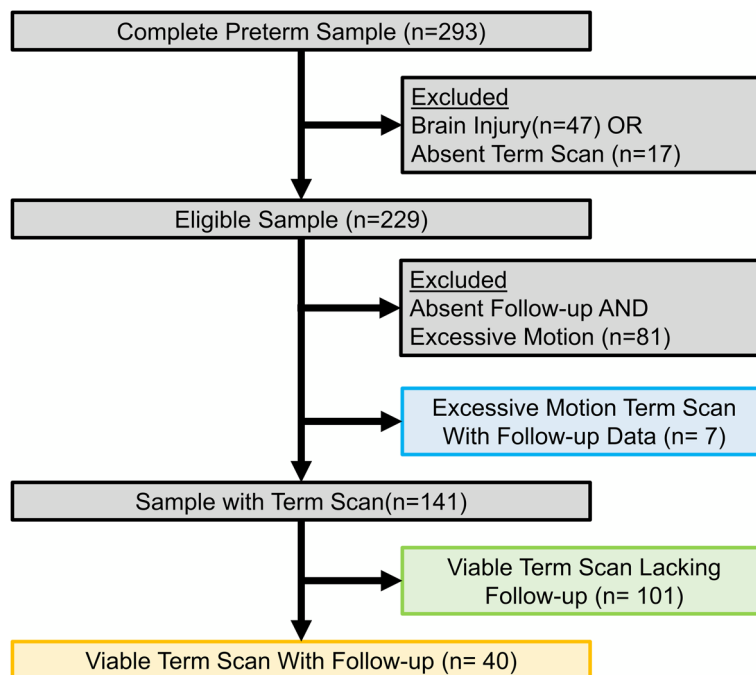 Complete Preterm Sample (n=293)
Excluded
Brain Injury(n=47) OR
Absent Term Scan (n=17)
Eligible Sample (n=229)
Excluded
Absent Follow-up AND
Excessive Motion (n=81)
Excessive Motion Term Scan
With Follow-up Data (n= 7)
Sample with Term Scan(n=141)
Viable Term Scan Lacking
Follow-up (n= 101)
Viable Term Scan With Follow-up (n= 40)